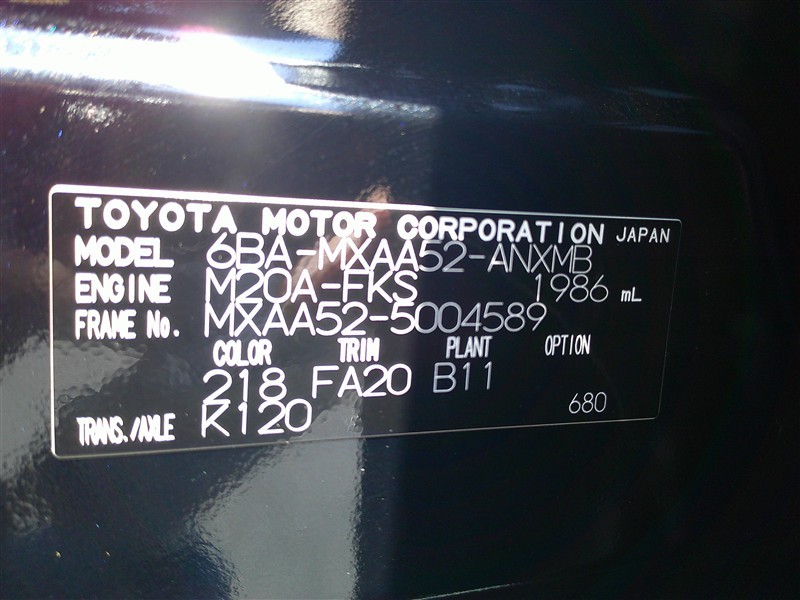 TOYOTA MOTOR CORPORATION JAPAN
MODEL 6BA-MXAA52-ANXMB
ENGINE M20A-FKS 1986 mL
FRAME No. MXAA52-5004589
COLOR TRIM PLANT OPTION
218 FA20 B11
TRANS./AXLE K120 680